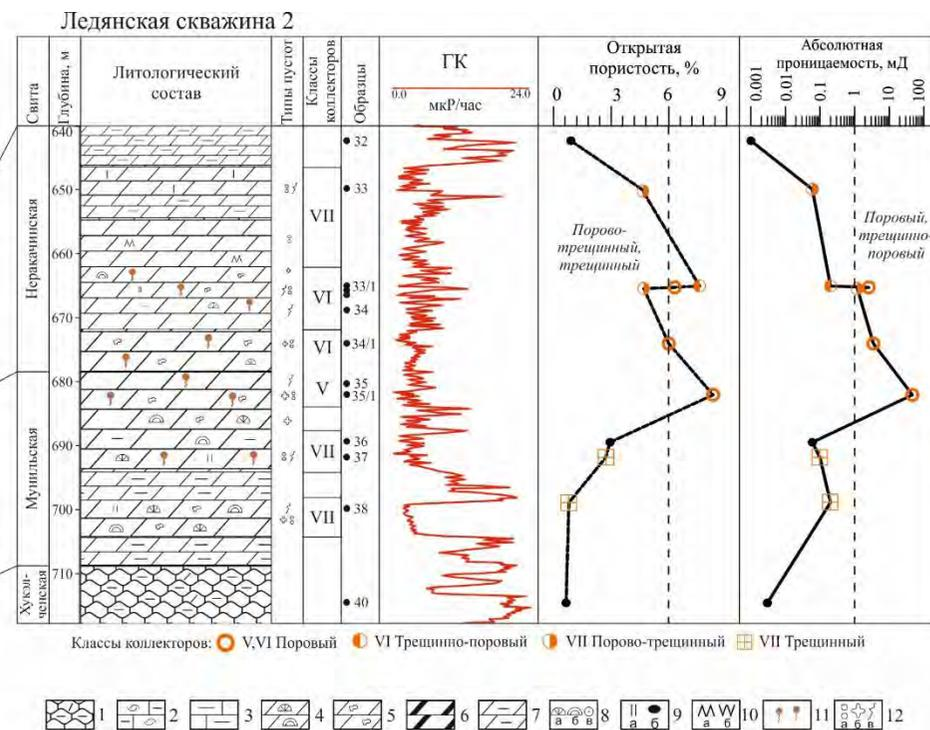 Ледянская скважина 2
Свита
Глубина, м
Литологический
состав
Типы пустот
Классы
коллекторов
Образцы
ГК
0.0 24.0
мкР/час
Открытая
пористость, %
0 3 6 9
Абсолютная
проницаемость, мД
0.001 0.01 0.1 1 10 100
Неракачинская
Мунильская
Хукэл-
ченская
640
650
660
670
680
690
700
710
VII
VI
VI
V
VII
VII
32
33
33/1
34
34/1
35
35/1
36
37
38
40
Порово-
трещинный,
трещинный
Поровый,
трещинно-
поровый
Классы коллекторов: V,VI Поровый VI Трещинно-поровый VII Порово-трещинный VII Трещинный
1 2 3 4 5 6 7 а б в 8 а б 9 а б 10 11 а б в 12